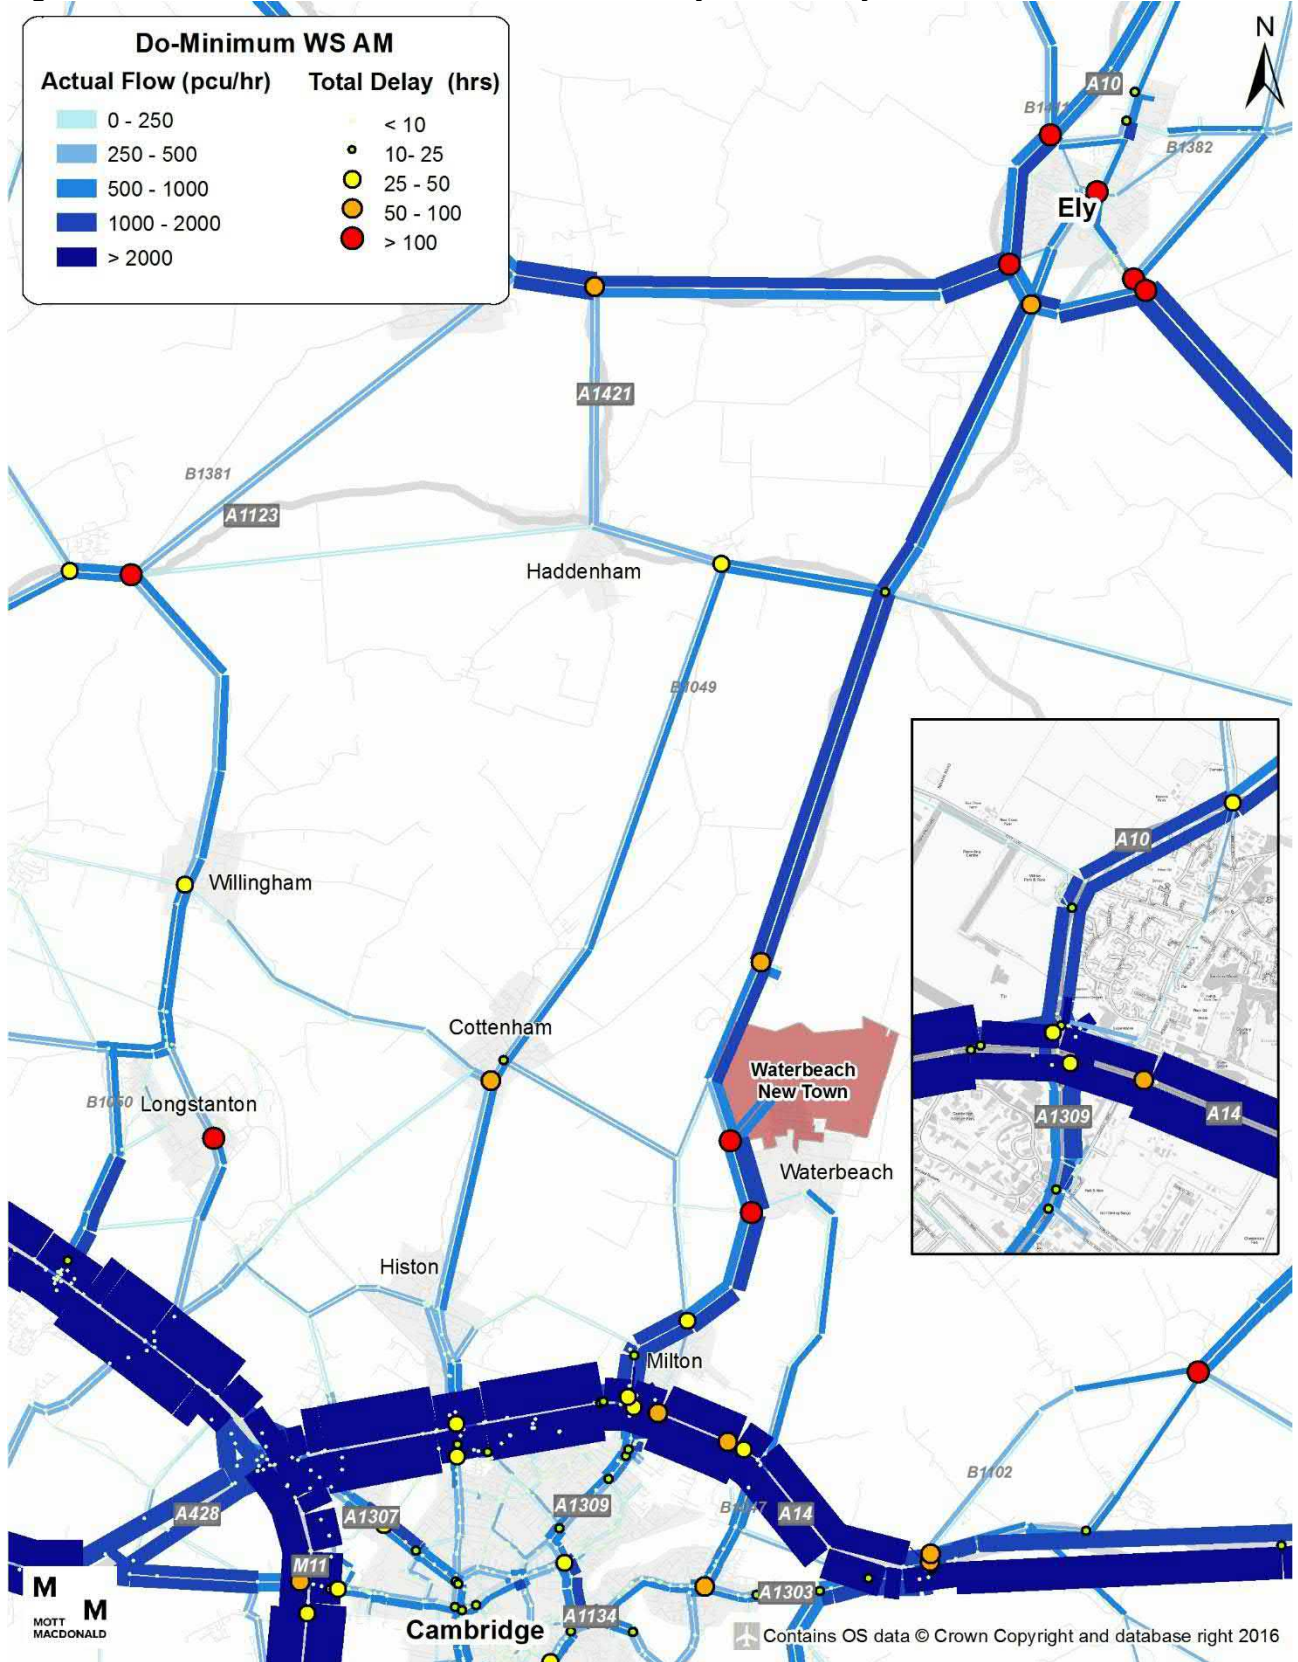 Do-Minimum WS AM
Actual Flow (pcu/hr)
0 - 250
250 - 500
500 - 1000
1000 - 2000
> 2000
Total Delay (hrs)
< 10
10- 25
25 - 50
50 - 100
> 100
N
A10
B1411
B1382
Ely
A1421
B1381
A1123
Haddenham
B1049
Willingham
A10
Cottenham
Waterbeach
New Town
B1050
Longstanton
A1309
A14
Waterbeach
Histon
Milton
B1102
A428
A1307
A1309
A14
M11
A1303
A1134
Cambridge
M
M
MOTT
MACDONALD
Contains OS data © Crown Copyright and database right 2016